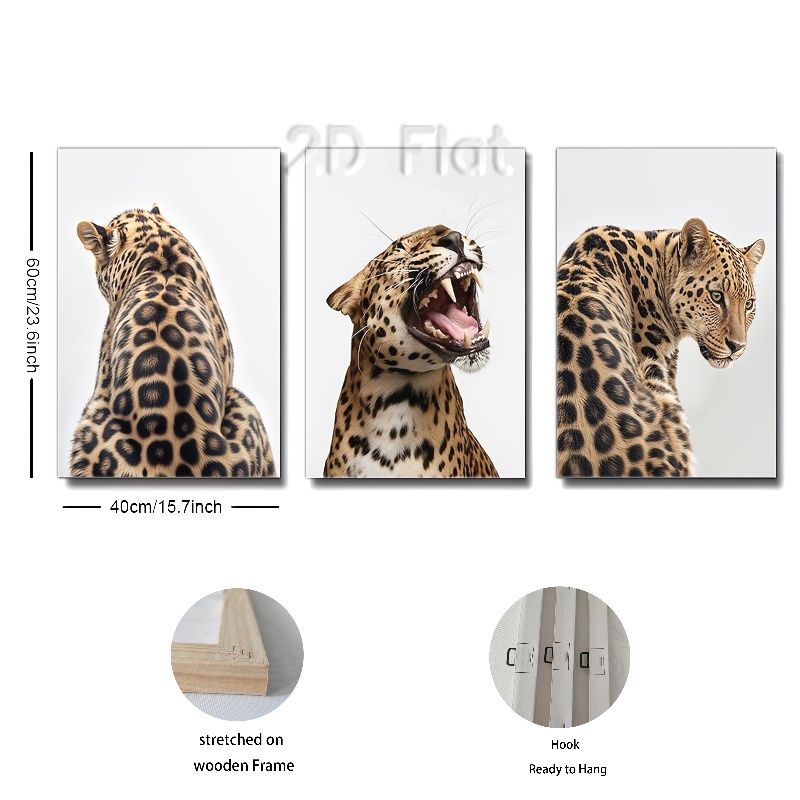 2D Flat
60cm/23.6inch
40cm/15.7inch
stretched on
wooden Frame
Hook
Ready to Hang